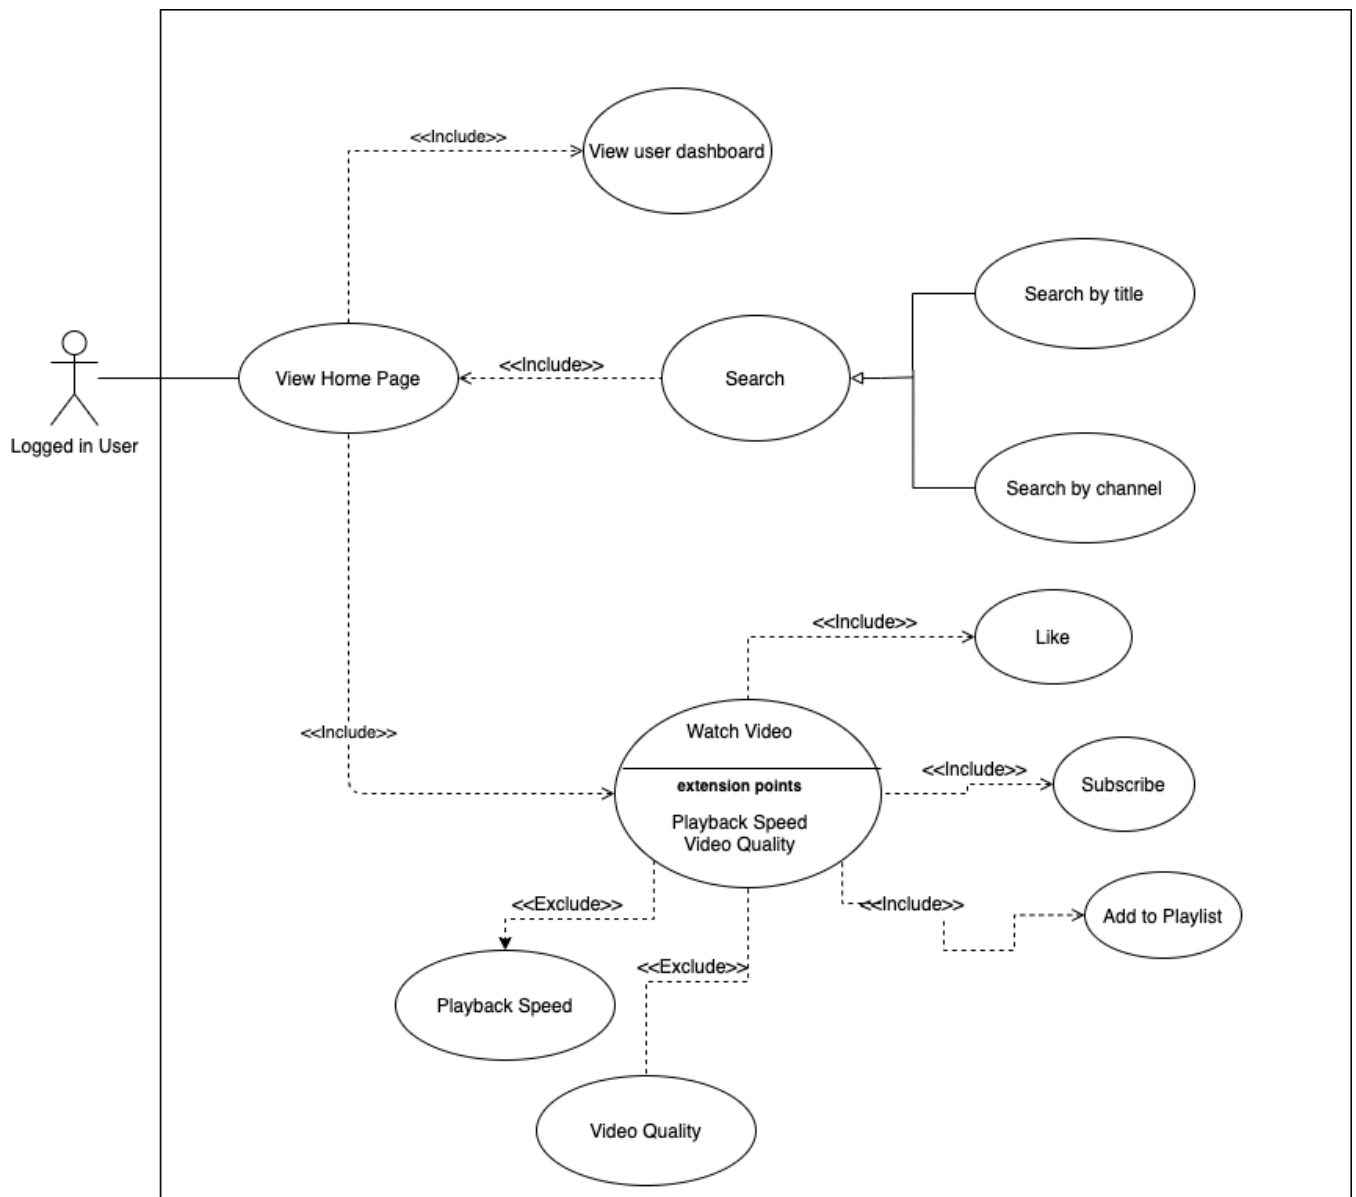 <<Include>>
View user dashboard
Search by title
<<Include>>
View Home Page
Search
Logged in User
Search by channel
<<Include>>
Like
<<Include>>
Watch Video
<<Include>>
Subscribe
extension points
Playback Speed
Video Quality
<<Exclude>>
<<Include>>
Add to Playlist
<<Exclude>>
Playback Speed
Video Quality